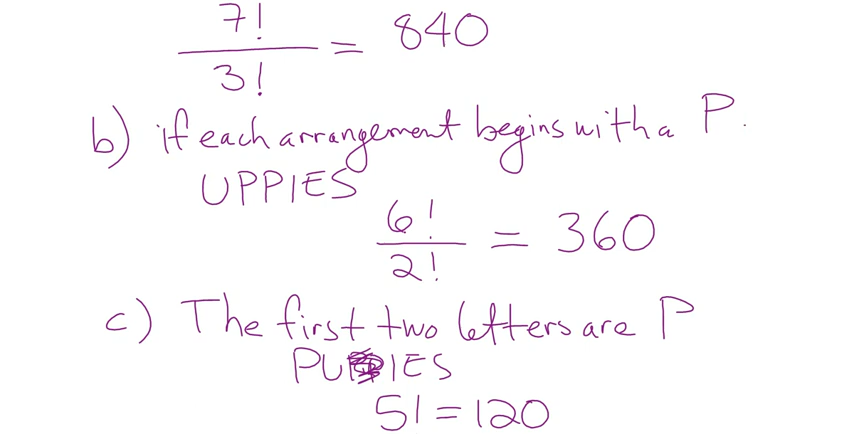 7!
3! = 840
b) if each arrangement begins with a P.
UPPIES
6!
2! = 360
c) The first two letters are P
PUIES
5! = 120